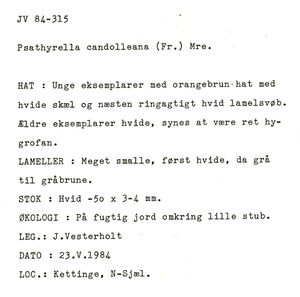 JV 84-315
Psathyrella candolleana (Fr.) Mre.
HAT : Unge eksemplarer med orangebrun hat med
hvide skæl og næsten ringagtigt hvid lamelsvøb.
Ældre eksemplarer hvide, synes at være ret hy-
grofan.
LAMELLER : Meget smalle, først hvide, da grå
til gråbrune.
STOK : Hvid -5o x 3-4 mm.
ØKOLOGI : På fugtig jord omkring lille stub.
LEG.: J.Vesterholt
DATO : 23.V.1984
LOC.: Kettinge, N-Sjæl.